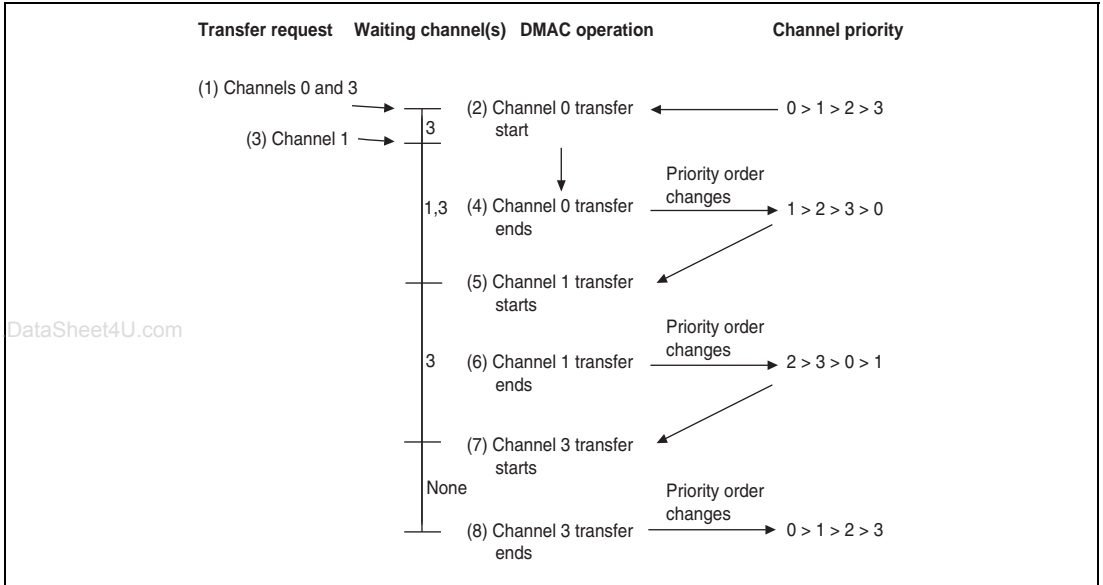 Transfer request Waiting channel(s) DMAC operation Channel priority
(1) Channels 0 and 3
(2) Channel 0 transfer
start
0 > 1 > 2 > 3
3
(3) Channel 1
Priority order
changes
1,3
(4) Channel 0 transfer
ends
1 > 2 > 3 > 0
(5) Channel 1 transfer
starts
DataSheet4U.com
Priority order
changes
3
(6) Channel 1 transfer
ends
2 > 3 > 0 > 1
(7) Channel 3 transfer
starts
None
Priority order
changes
(8) Channel 3 transfer
ends
0 > 1 > 2 > 3